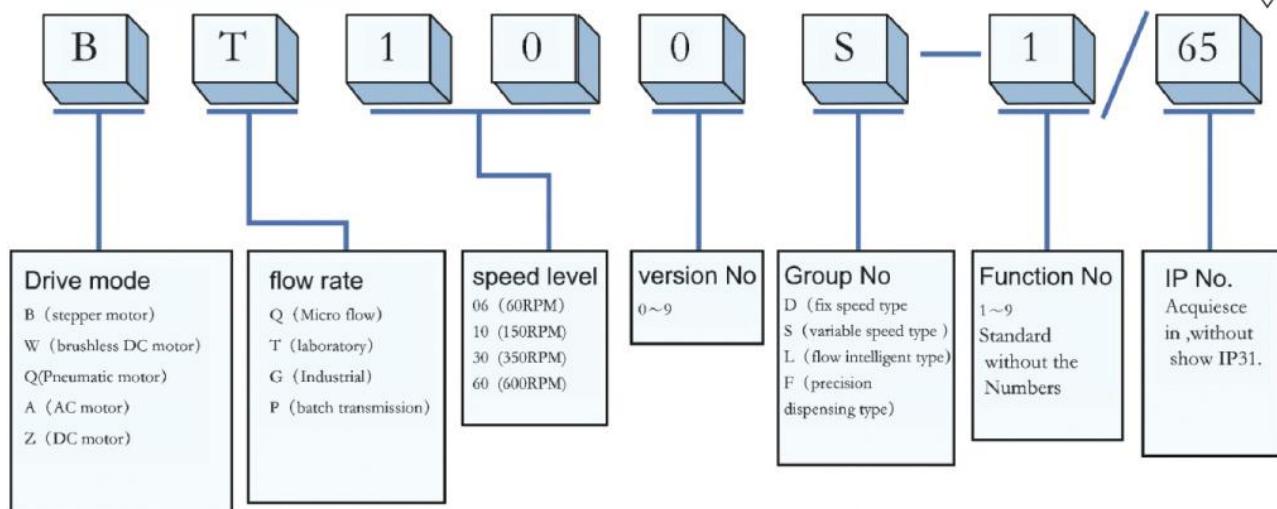 B T 1 0 0 S — 1 / 65
Drive mode
B（stepper motor）
W（brushless DC motor）
Q(Pneumatic motor）
A（AC motor）
Z（DC motor）
flow rate
Q（Micro flow）
T（laboratory）
G（Industrial）
P（batch transmission）
speed level
06 (60RPM)
10 (150RPM)
30 (350RPM)
60 (600RPM)
version No
0～9
Group No
D（fix speed type
S（variable speed type ）
L（flow intelligent type）
F（precision
dispensing type）
Function No
1～9
Standard
without the
Numbers
IP No.
Acquiesce
in ,without
show IP31.